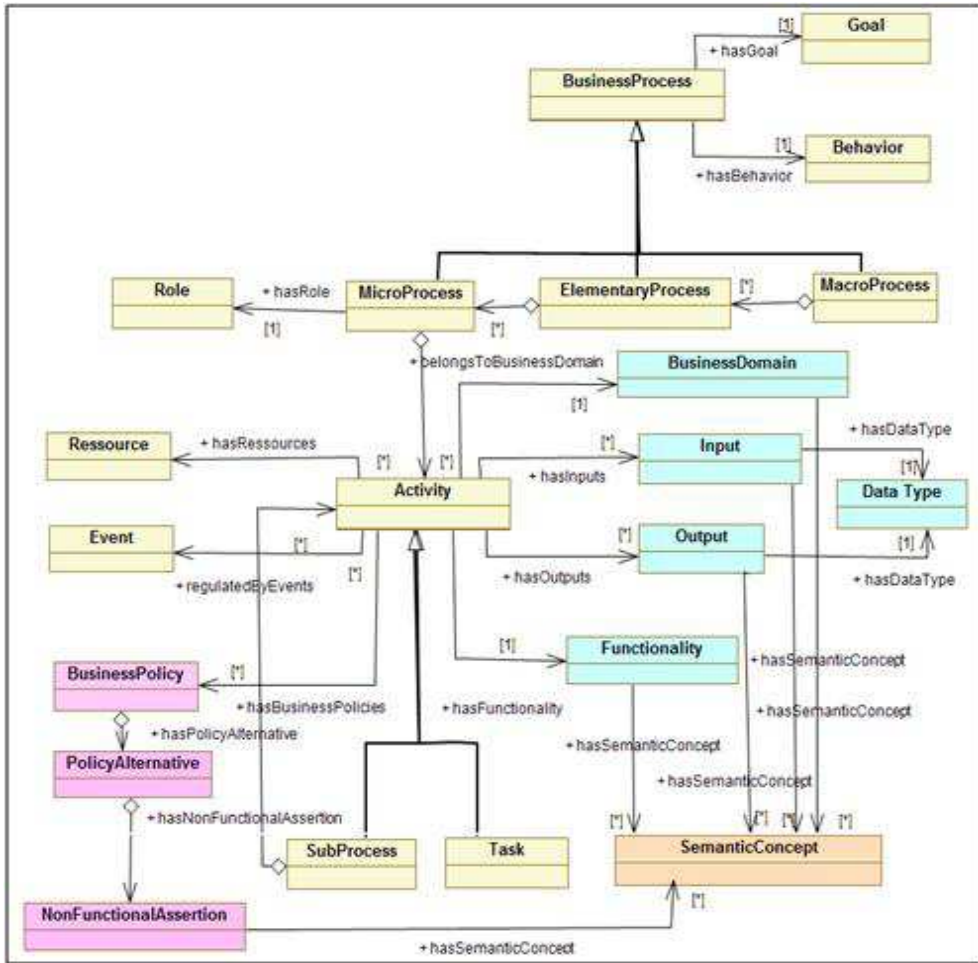 [1] Goal
+ hasGoal
BusinessProcess
[1] Behavior
+ hasBehavior
Role + hasRole MicroProcess ElementaryProcess [*] MacroProcess
[1] [*]
+ belongsToBusinessDomain BusinessDomain
[1]
Ressource + hasRessources [*] [*] [*] Input + hasDataType
+ hasInputs [1]
Activity Data Type
Event [*] [*] Output [1]
+ regulatedByEvents [*] + hasOutputs + hasDataType
[1] Functionality
BusinessPolicy [*] + hasSemanticConcept
+ hasBusinessPolicies + hasFunctionality + hasSemanticConcept
+ hasPolicyAlternative + hasSemanticConcept
PolicyAlternative + hasSemanticConcept
+ hasNonFunctionalAssertion [*] [*] [*] [*]
SubProcess Task SemanticConcept
NonFunctionalAssertion [*]
+ hasSemanticConcept